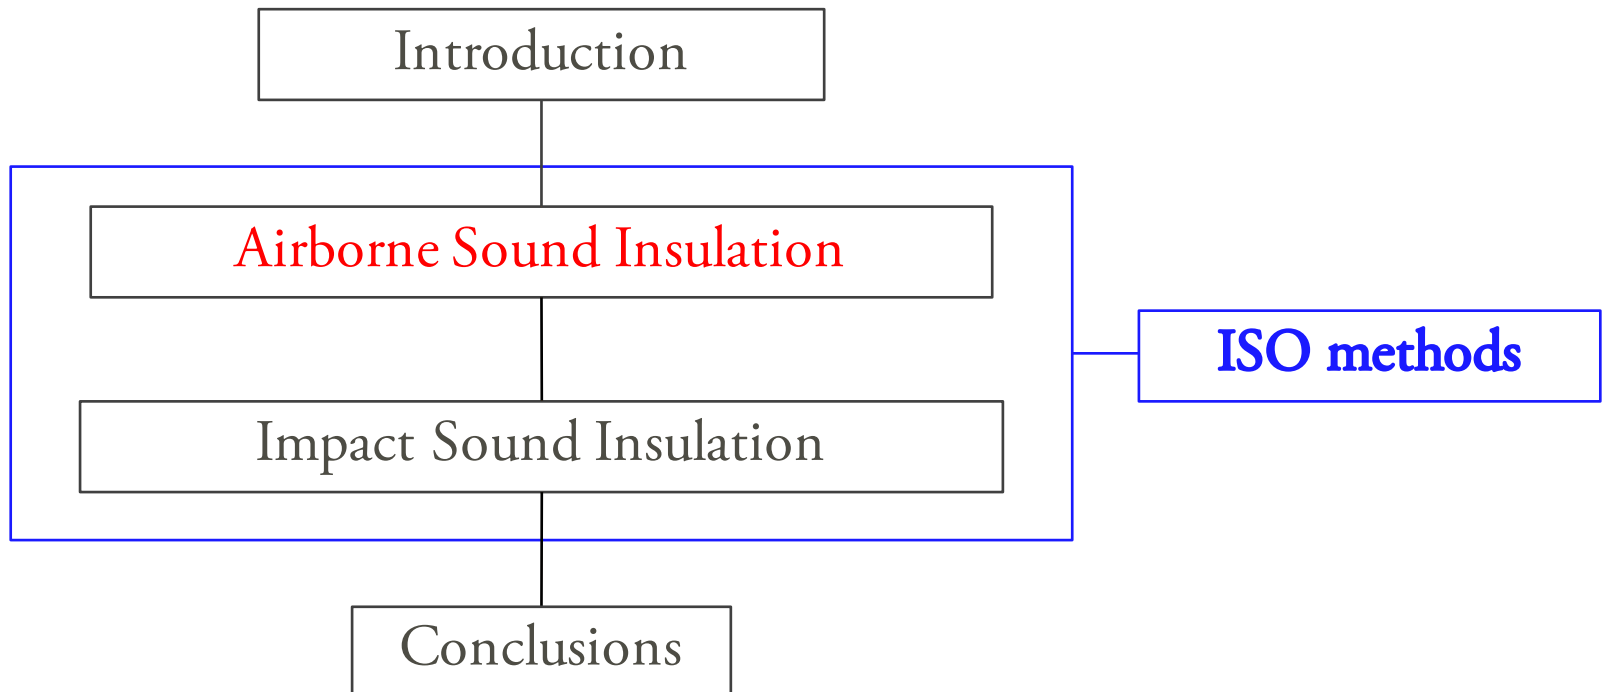 Introduction
Airborne Sound Insulation
ISO methods
Impact Sound Insulation
Conclusions